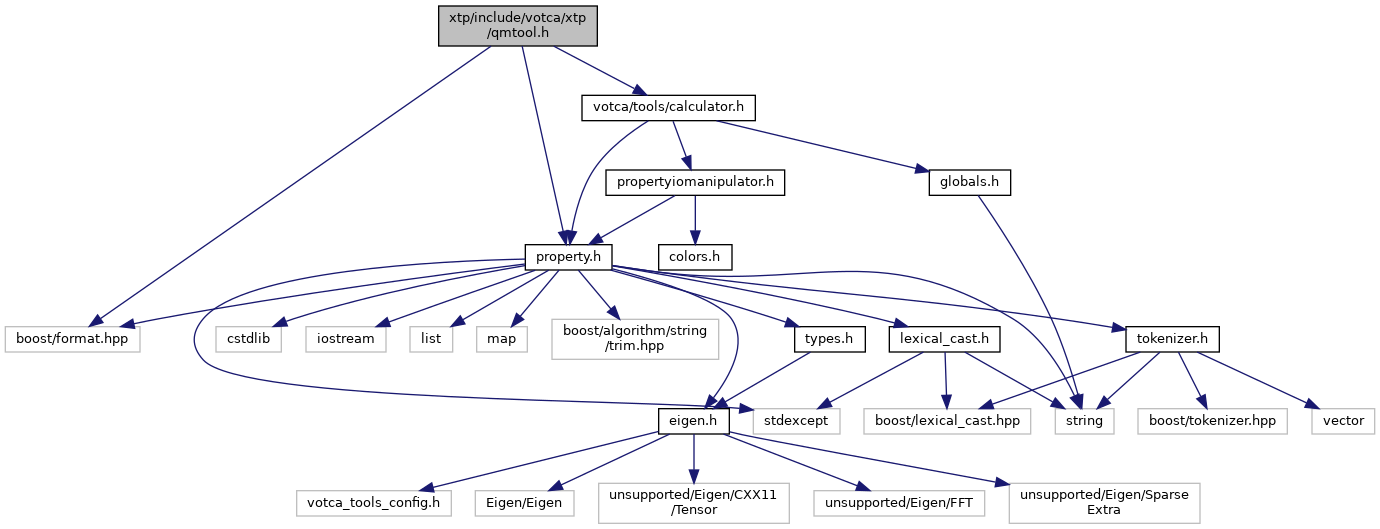 xtp/include/votca/xtp
/qmtool.h
votca/tools/calculator.h
propertyiomanipulator.h
globals.h
property.h
colors.h
boost/format.hpp
cstdlib
iostream
list
map
boost/algorithm/string
/trim.hpp
types.h
lexical_cast.h
tokenizer.h
eigen.h
stdexcept
boost/lexical_cast.hpp
string
boost/tokenizer.hpp
vector
votca_tools_config.h
Eigen/Eigen
unsupported/Eigen/CXX11
/Tensor
unsupported/Eigen/FFT
unsupported/Eigen/Sparse
Extra